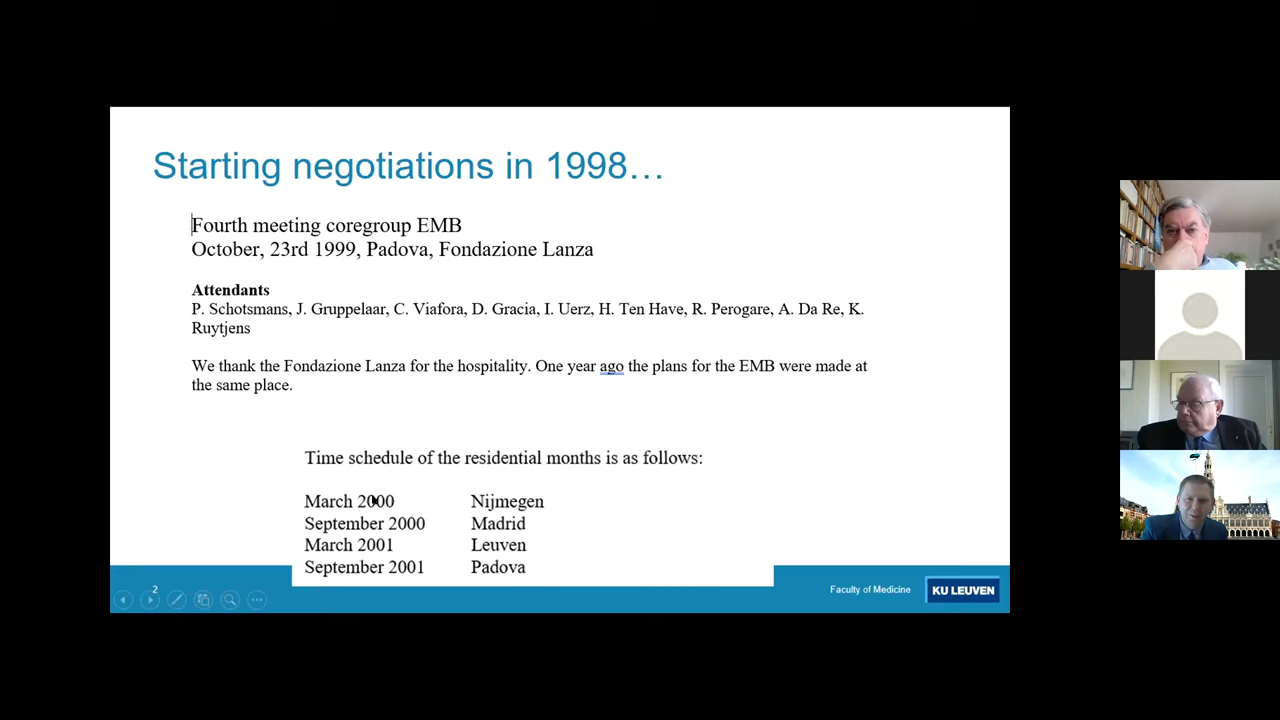 Starting negotiations in 1998…
Fourth meeting coregroup EMB
October, 23rd 1999, Padova, Fondazione Lanza
Attendants
P. Schotsmans, J. Gruppelaar, C. Viafora, D. Gracia, I. Uerz, H. Ten Have, R. Perogare, A. Da Re, K.
Ruytjens
We thank the Fondazione Lanza for the hospitality. One year ago the plans for the EMB were made at
the same place.
Time schedule of the residential months is as follows:
March 2000 Nijmegen
September 2000 Madrid
March 2001 Leuven
September 2001 Padova
2
Faculty of Medicine
KU LEUVEN